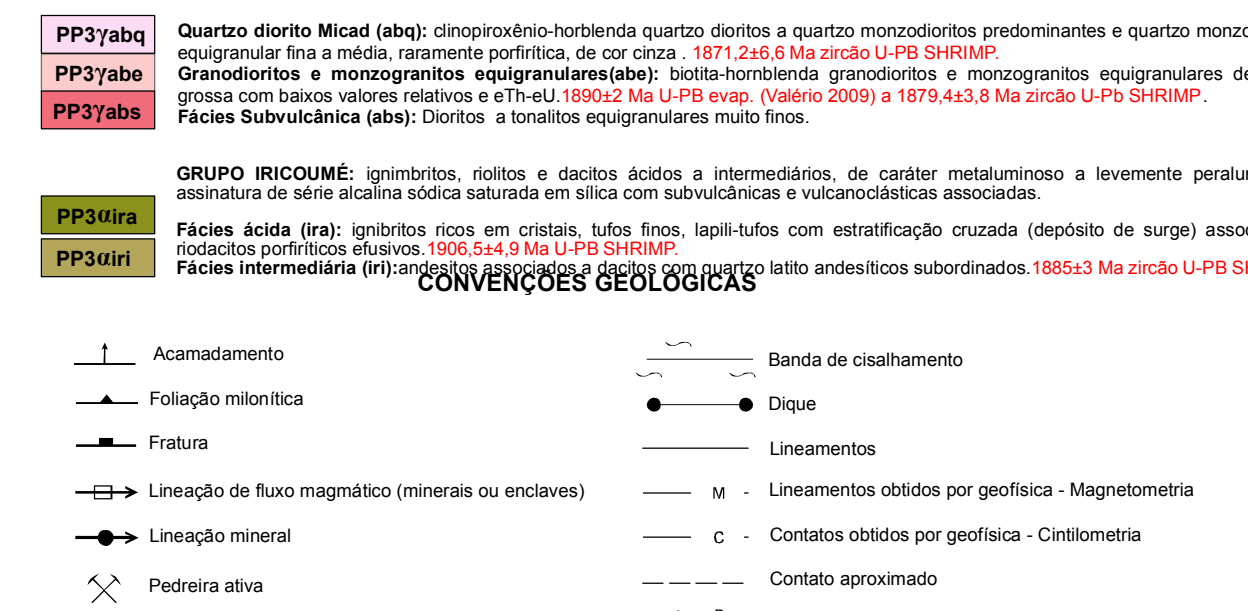 PP3γabq
Quartzo diorito Micad (abq): clinopiroxênio-horblenda quartzo dioritos a quartzo monzodioritos predominantes e quartzo monzo
equigranular fina a média, raramente porfirítica, de cor cinza . 1871,2±6,6 Ma zircão U-PB SHRIMP.
PP3γabe
Granodioritos e monzogranitos equigranulares(abe): biotita-hornblenda granodioritos e monzogranitos equigranulares de
grossa com baixos valores relativos e eTh-eU.1890±2 Ma U-PB evap. (Valério 2009) a 1879,4±3,8 Ma zircão U-Pb SHRIMP.
PP3γabs
Fácies Subvulcânica (abs): Dioritos a tonalitos equigranulares muito finos.
GRUPO IRICOUMÉ: ignimbritos, riolitos e dacitos ácidos a intermediários, de caráter metaluminoso a levemente peralu
assinatura de série alcalina sódica saturada em sílica com subvulcânicas e vulcanoclásticas associadas.
PP3αira
Fácies ácida (ira): ignibritos ricos em cristais, tufos finos, lapili-tufos com estratificação cruzada (depósito de surge) asso
riodacitos porfiríticos efusivos.1906,5±4,9 Ma U-PB SHRIMP.
PP3αiri
Fácies intermediária (iri):andesitos associados a dacitos com quartzo latito andesíticos subordinados.1885±3 Ma zircão U-PB S
CONVENÇÕES GEOLÓGICAS
Acamadamento
Foliação milonítica
Fratura
Lineação de fluxo magmático (minerais ou enclaves)
Lineação mineral
Pedreira ativa
Banda de cisalhamento
Dique
Lineamentos
M - Lineamentos obtidos por geofísica - Magnetometria
C - Contatos obtidos por geofísica - Cintilometria
Contato aproximado